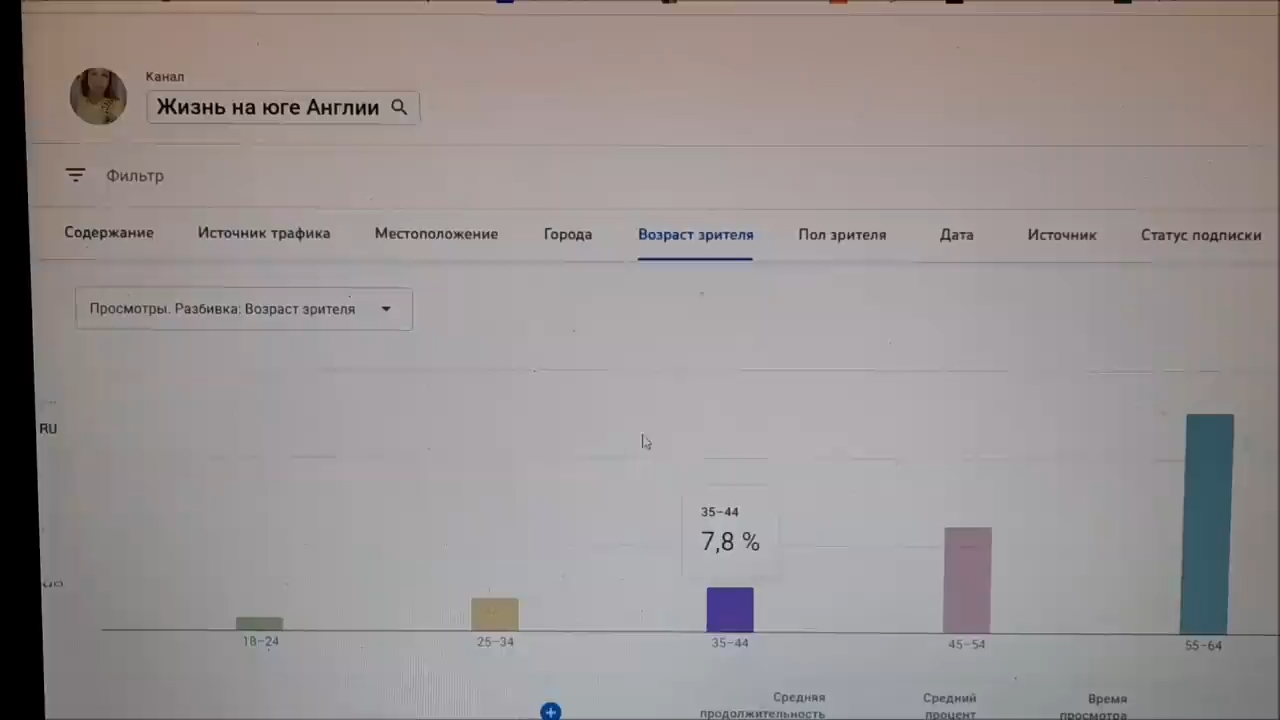 Канал
Жизнь на юге Англии
Фильтр
Содержание Источник трафика Местоположение Города Возраст зрителя Пол зрителя Дата Источник Статус подписки
Просмотры. Разбивка: Возраст зрителя
RU
35–44
7,8 %
18–24 25–34 35–44 45–54 55–64
Средняя Средний Время
продолжительность процент просмотра